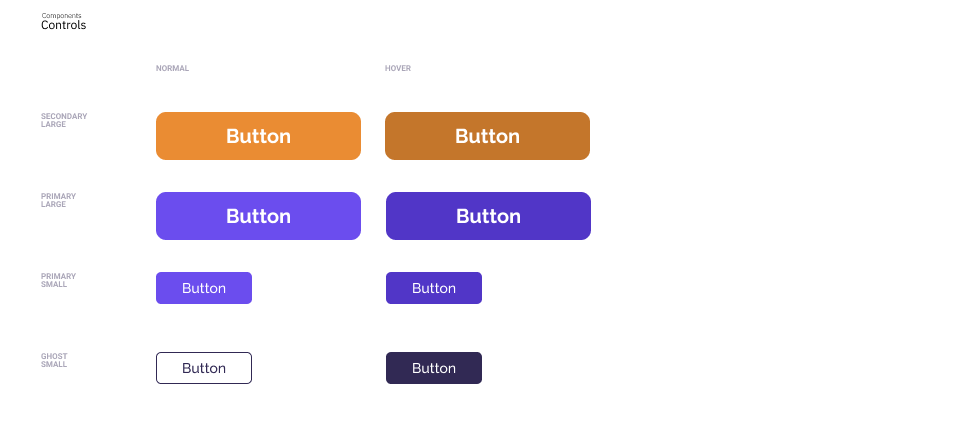 Components
Controls
NORMAL
HOVER
SECONDARY
LARGE
Button
Button
PRIMARY
LARGE
Button
Button
PRIMARY
SMALL
Button
Button
GHOST
SMALL
Button
Button